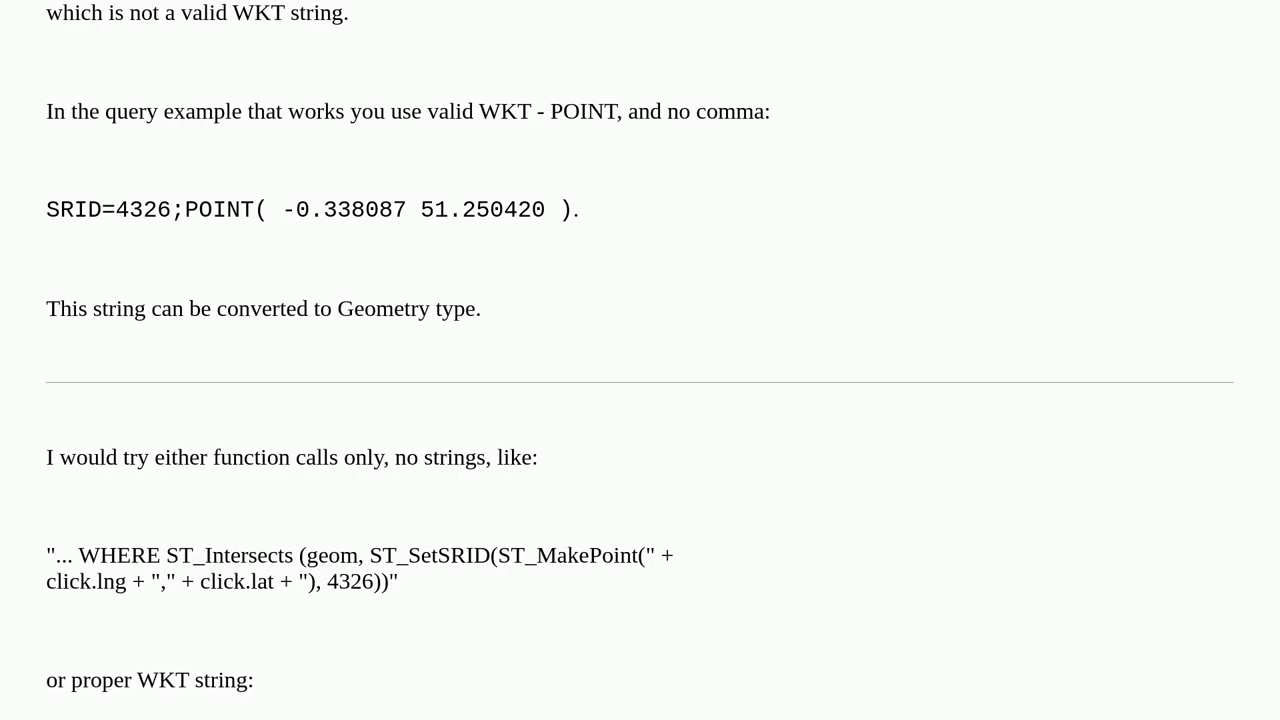 which is not a valid WKT string.
In the query example that works you use valid WKT - POINT, and no comma:
SRID=4326;POINT( -0.338087 51.250420 ).
This string can be converted to Geometry type.
I would try either function calls only, no strings, like:
"... WHERE ST_Intersects (geom, ST_SetSRID(ST_MakePoint(" +
click.lng + "," + click.lat + "), 4326))"
or proper WKT string: